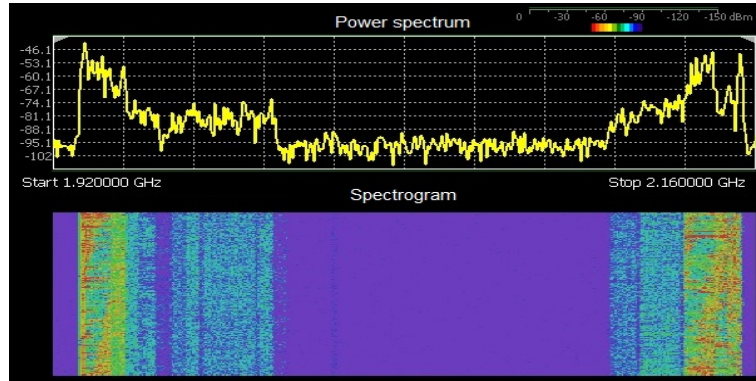 Power spectrum
0 -30 -60 -90 -120 -150 dBm
-46.1
-53.1
-60.1
-67.1
-74.1
-81.1
-88.1
-95.1
-102
Start 1.920000 GHz
Stop 2.160000 GHz
Spectrogram